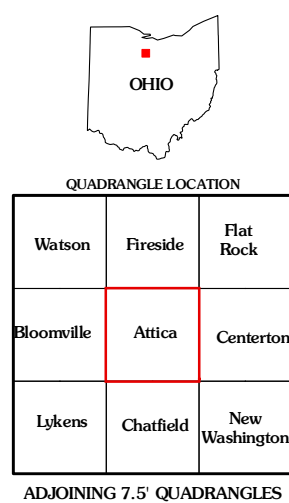 OHIO
QUADRANGLE LOCATION
Watson
Fireside
Flat
Rock
Bloomville
Attica
Centerton
Lykens
Chatfield
New
Washington
ADJOINING 7.5' QUADRANGLES